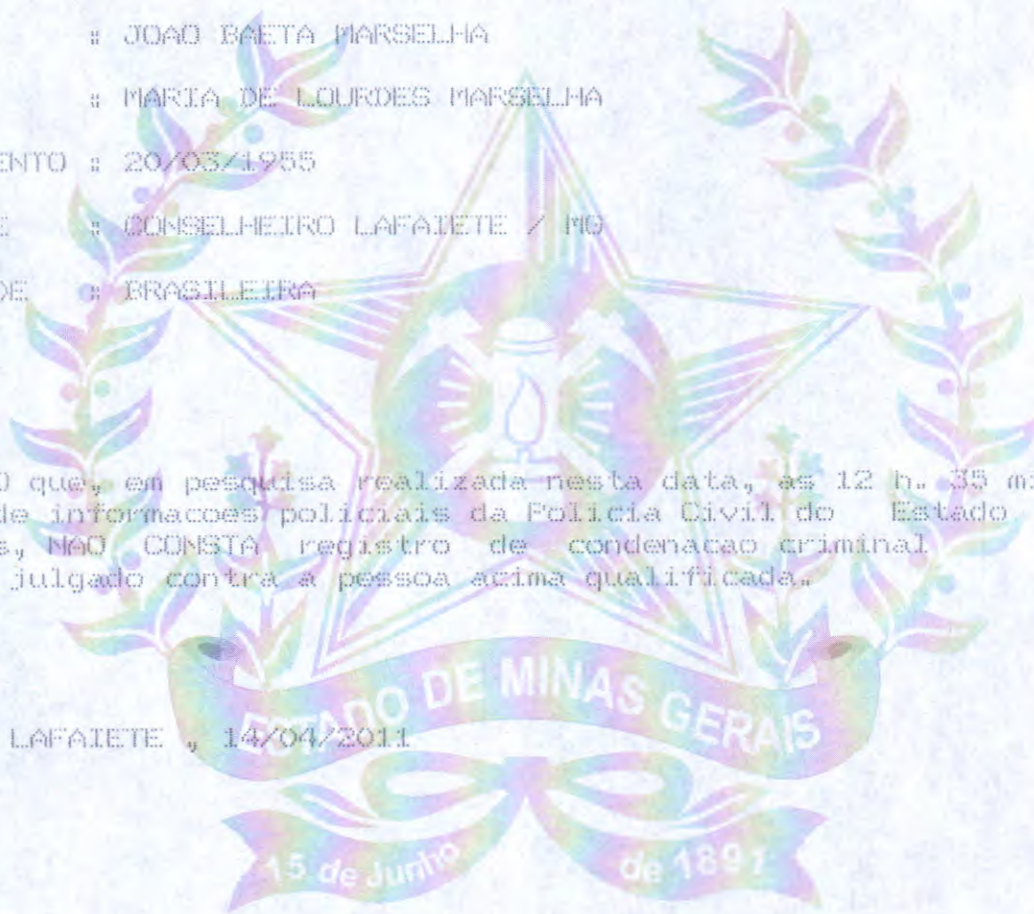 : JOAO BAETA MARSELHA
: MARIA DE LOURDES MARSELHA
ENTO : 20/03/1955
E : CONSELHEIRO LAFAIETE / MG
DE : BRASILEIRA
O que, em pesquisa realizada nesta data, as 12 h. 35 mi
de informacoes policiais da Policia Civil do Estado
s, NAO CONSTA registro de condenacao criminal
julgado contra a pessoa acima qualificada.
LAFAIETE , 14/04/2011
ESTADO DE MINAS GERAIS
15 de Junho de 1891